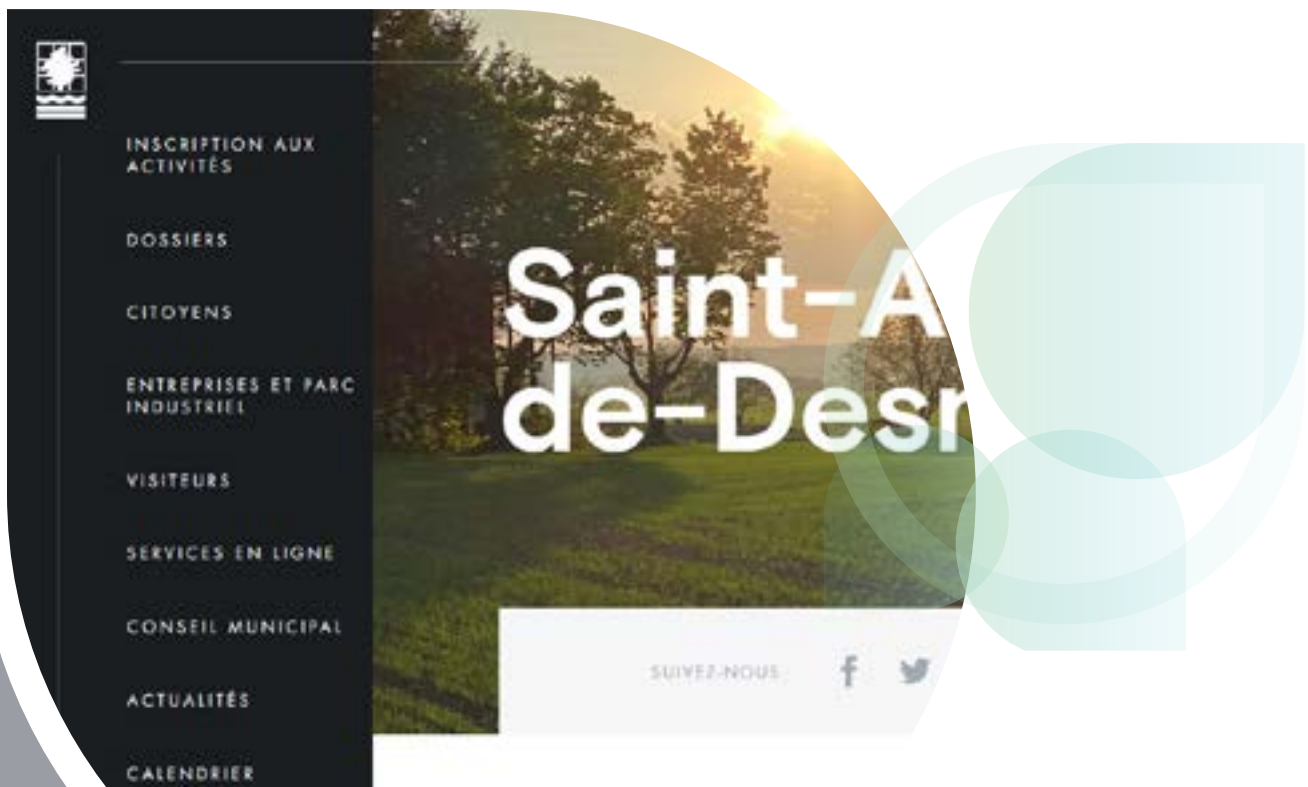 INSCRIPTION AUX
ACTIVITÉS
DOSSIERS
CITOYENS
ENTREPRISES ET PARC
INDUSTRIEL
VISITEURS
SERVICES EN LIGNE
CONSEIL MUNICIPAL
ACTUALITÉS
CALENDRIER
Saint-A
de-Des
SUIVEZ-NOUS